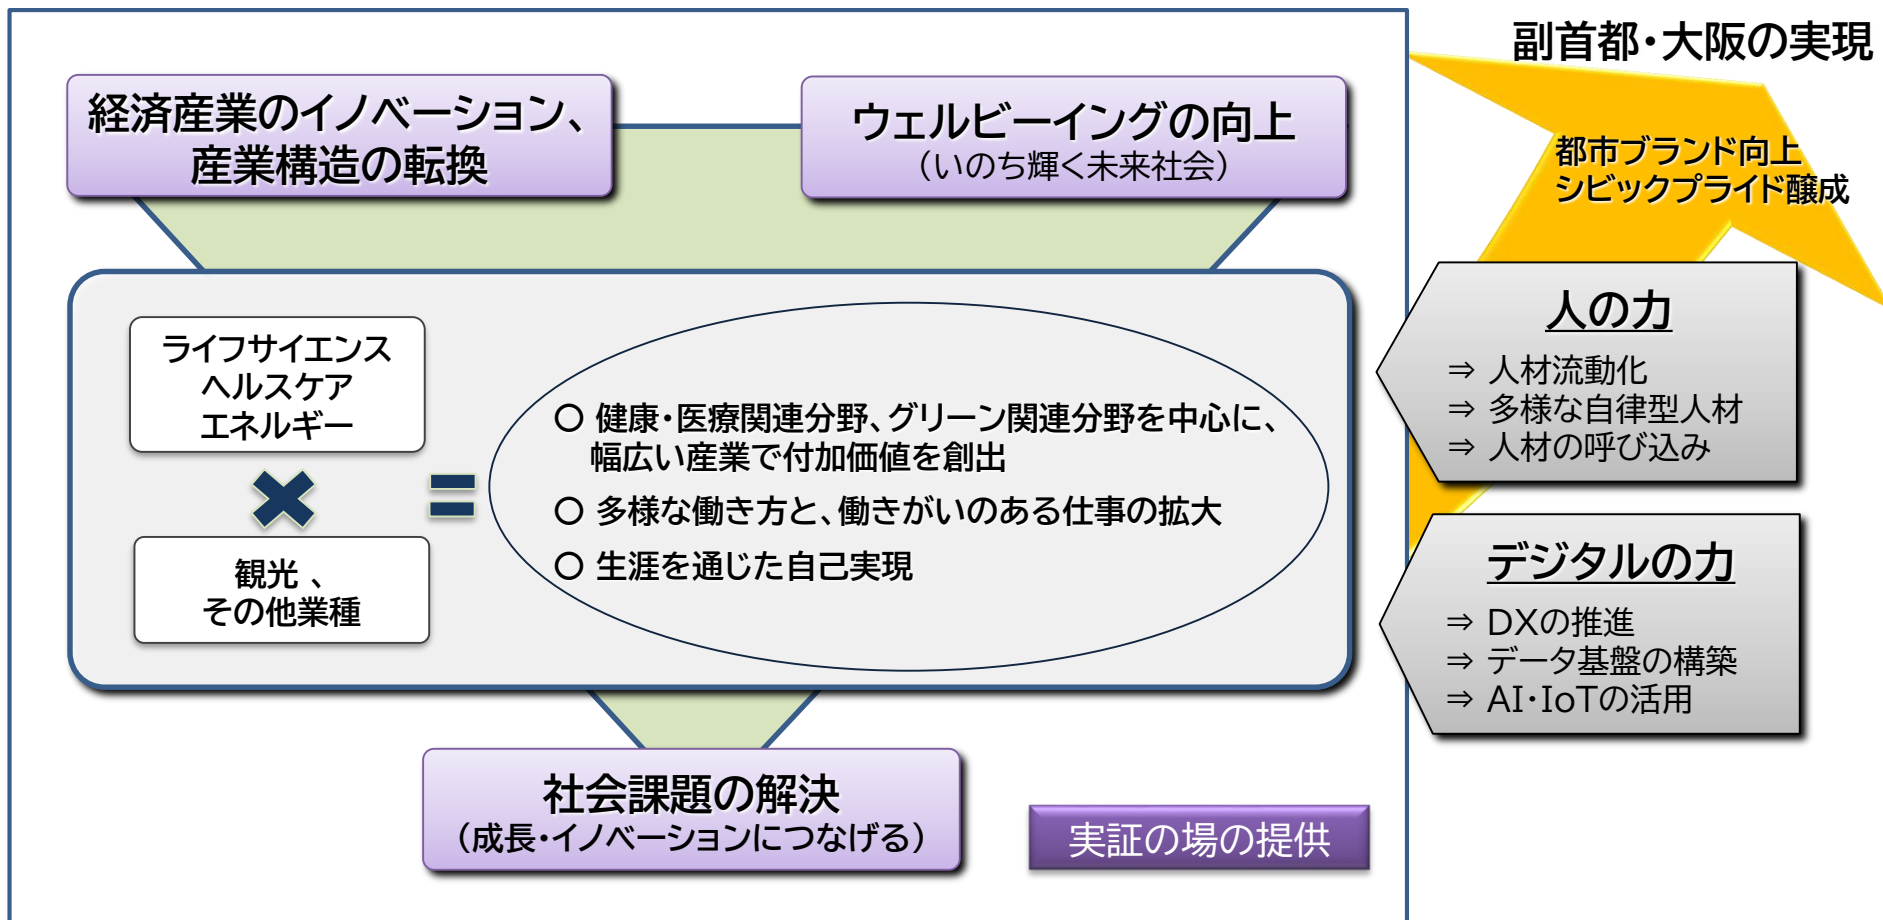 副首都・大阪の実現
経済産業のイノベーション、
産業構造の転換
ウェルビーイングの向上
（いのち輝く未来社会）
都市ブランド向上
シビックプライド醸成
ライフサイエンス
ヘルスケア
エネルギー
✖
観光 、
その他業種
＝
〇 健康・医療関連分野、グリーン関連分野を中心に、
幅広い産業で付加価値を創出
〇 多様な働き方と、働きがいのある仕事の拡大
〇 生涯を通じた自己実現
人の力
⇒ 人材流動化
⇒ 多様な自律型人材
⇒ 人材の呼び込み
デジタルの力
⇒ DXの推進
⇒ データ基盤の構築
⇒ AI・IoTの活用
社会課題の解決
（成長・イノベーションにつなげる）
実証の場の提供